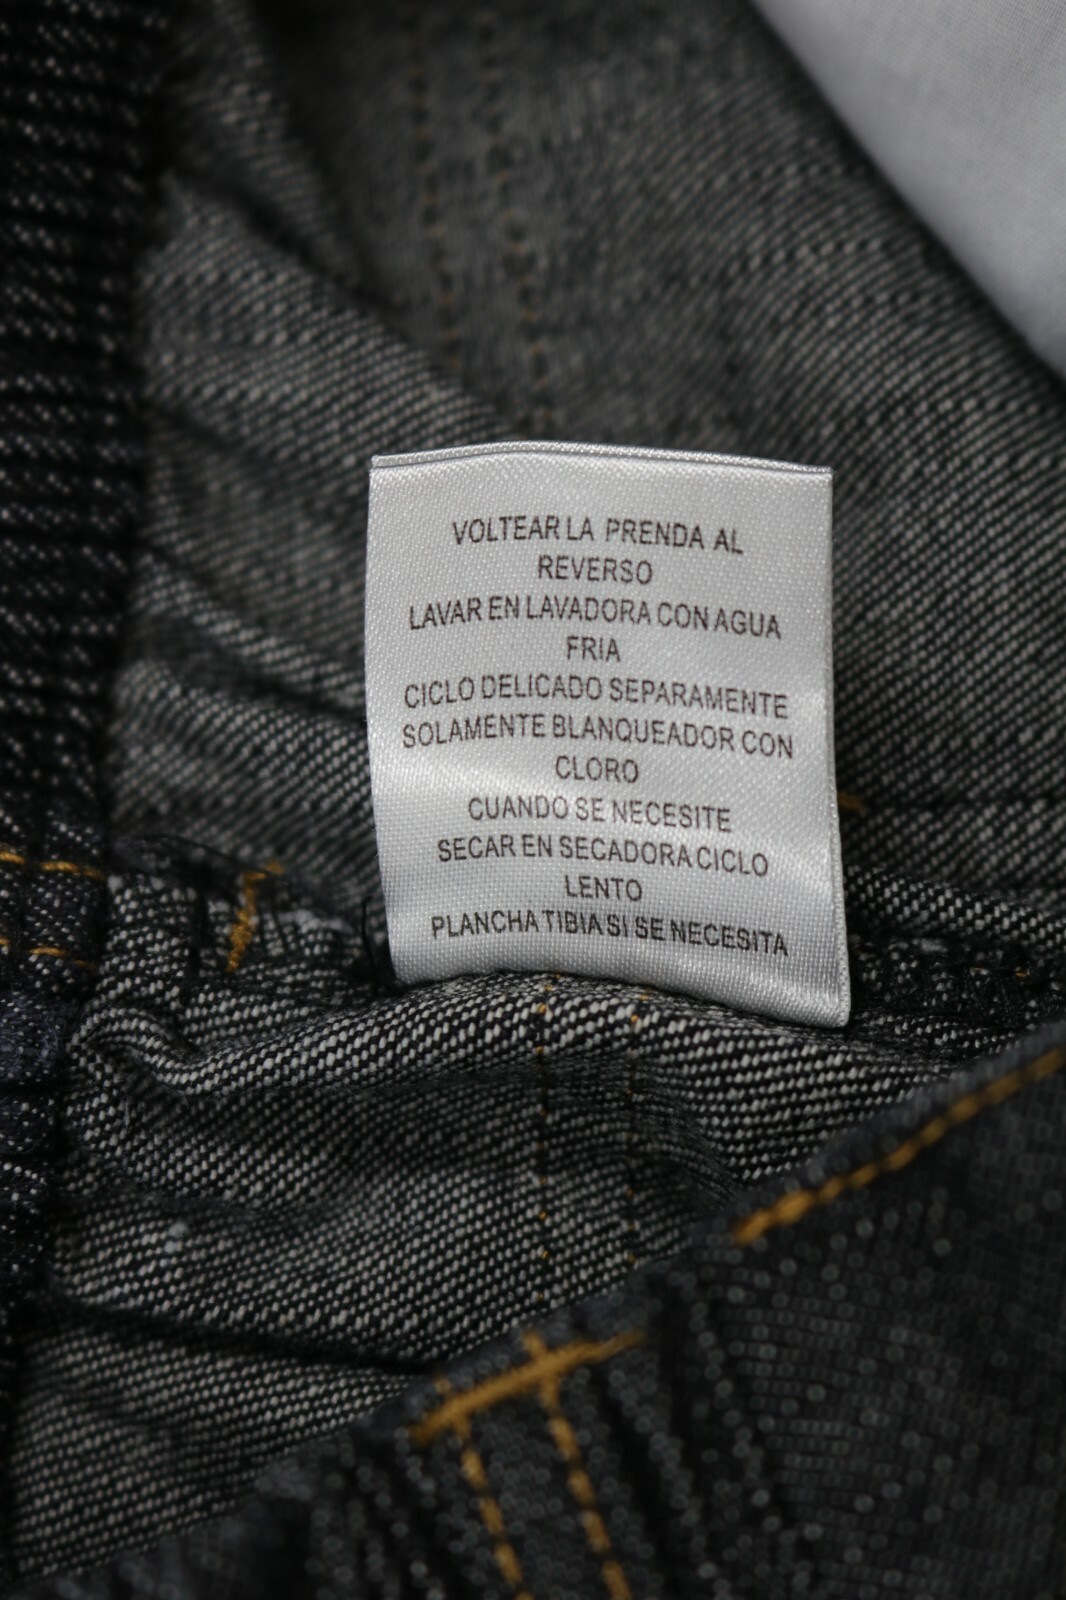 VOLTEAR LA PRENDA AL
REVERSO
LAVAR EN LAVADORA CON AGUA
FRIA
CICLO DELICADO SEPARAMENTE
SOLAMENTE BLANQUEADOR CON
CLORO
CUANDO SE NECESITE
SECAR EN SECADORA CICLO
LENTO
PLANCHA TIBIA SI SE NECESITA